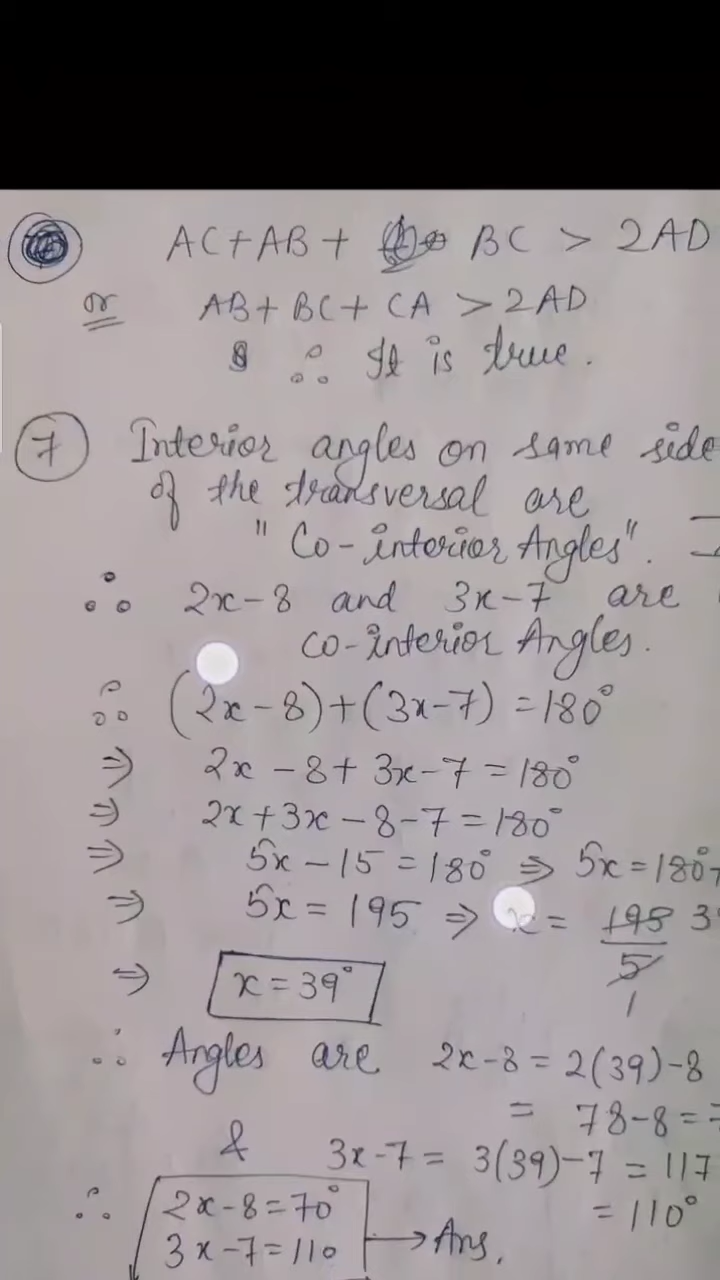 AC+AB+ BC > 2AD
or AB+ BC+ CA > 2AD
∴ It is true.
7 Interior angles on same side
of the transversal are
"Co-interior Angles".
∴ 2x-8 and 3x-7 are
co-interior Angles.
∴ (2x-8)+(3x-7) = 180°
⇒ 2x -8+ 3x-7 = 180°
⇒ 2x+3x -8-7 = 180°
⇒ 5x -15 = 180° ⇒ 5x = 180°+
⇒ 5x = 195 ⇒ x = 195/5 3
1
⇒ x = 39°
∴ Angles are 2x-8 = 2(39)-8
= 78-8 =
& 3x-7 = 3(39)-7 = 117
= 110°
∴ 2x-8=70°
3x-7=110 → Ans.